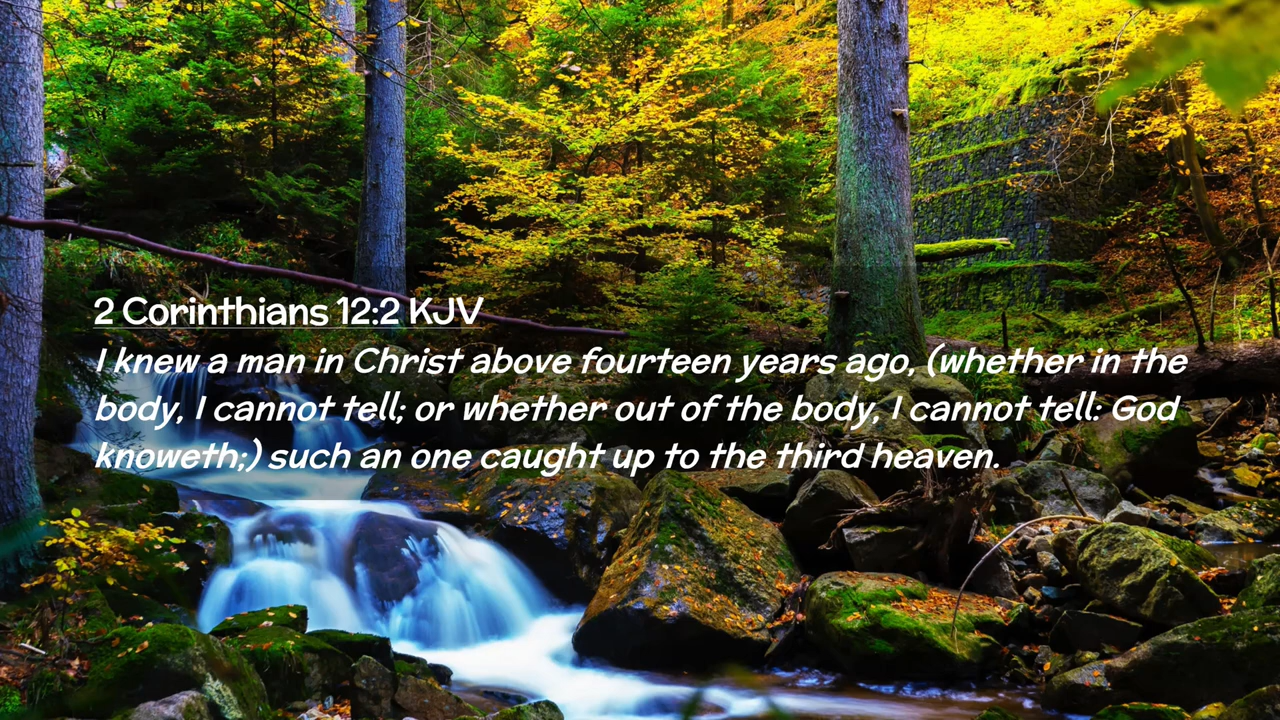 2 Corinthians 12:2 KJV
I knew a man in Christ above fourteen years ago, (whether in the
body, I cannot tell; or whether out of the body, I cannot tell: God
knoweth;) such an one caught up to the third heaven.